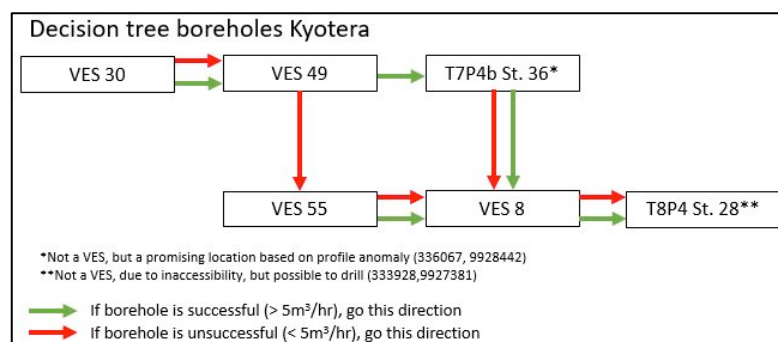 Decision tree boreholes Kyotera
VES 30
VES 49
T7P4b St. 36*
VES 55
VES 8
T8P4 St. 28**
*Not a VES, but a promising location based on profile anomaly (336067, 9928442)
**Not a VES, due to inaccessibility, but possible to drill (333928,9927381)
If borehole is successful (> 5m³/hr), go this direction
If borehole is unsuccessful (< 5m³/hr), go this direction